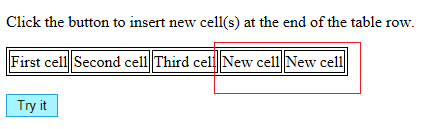 Click the button to insert new cell(s) at the end of the table row.
First cell Second cell Third cell New cell New cell
Try it